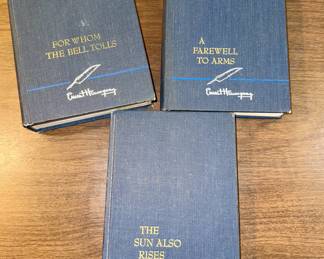 FOR WHOM
THE BELL TOLLS
Ernest Hemingway
A
FAREWELL
TO ARMS
Ernest Hemingway
THE
SUN ALSO
RISES